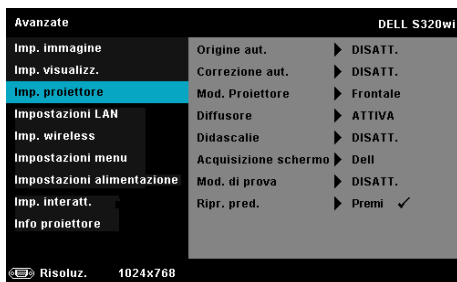 Avanzate DELL S320wi
Imp. immagine
Imp. visualizz.
Imp. proiettore
Impostazioni LAN
Imp. wireless
Impostazioni menu
Impostazioni alimentazione
Imp. interatt.
Info proiettore
Origine aut. DISATT.
Correzione aut. DISATT.
Mod. Proiettore Frontale
Diffusore ATTIVA
Didascalie DISATT.
Acquisizione schermo Dell
Mod. di prova DISATT.
Ripr. pred. Premi ✓
Risoluz. 1024x768